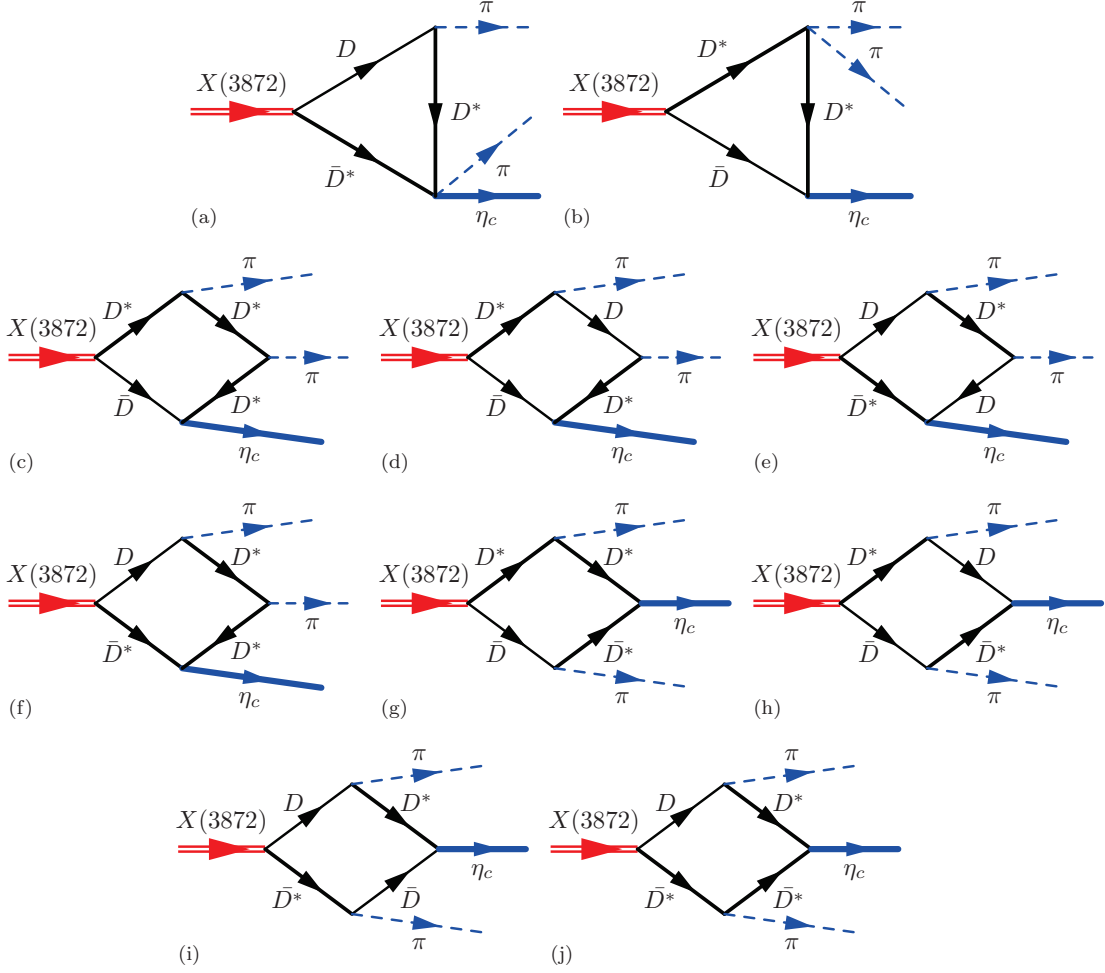 π
D
X(3872)
D*
D̄*
π
η_c
(a)
π
D*
π
X(3872)
D*
D̄
η_c
(b)
π
D*
D*
X(3872)
π
D̄
D*
η_c
(c)
π
D*
D
X(3872)
π
D̄
D*
η_c
(d)
π
D
D*
X(3872)
π
D̄*
D
η_c
(e)
π
D
D*
X(3872)
π
D̄*
D*
η_c
(f)
π
D*
D*
X(3872)
η_c
D̄
D̄*
π
(g)
π
D*
D
X(3872)
η_c
D̄
D̄*
π
(h)
π
D
D*
X(3872)
η_c
D̄*
D̄
π
(i)
π
D
D*
X(3872)
η_c
D̄*
D̄*
π
(j)